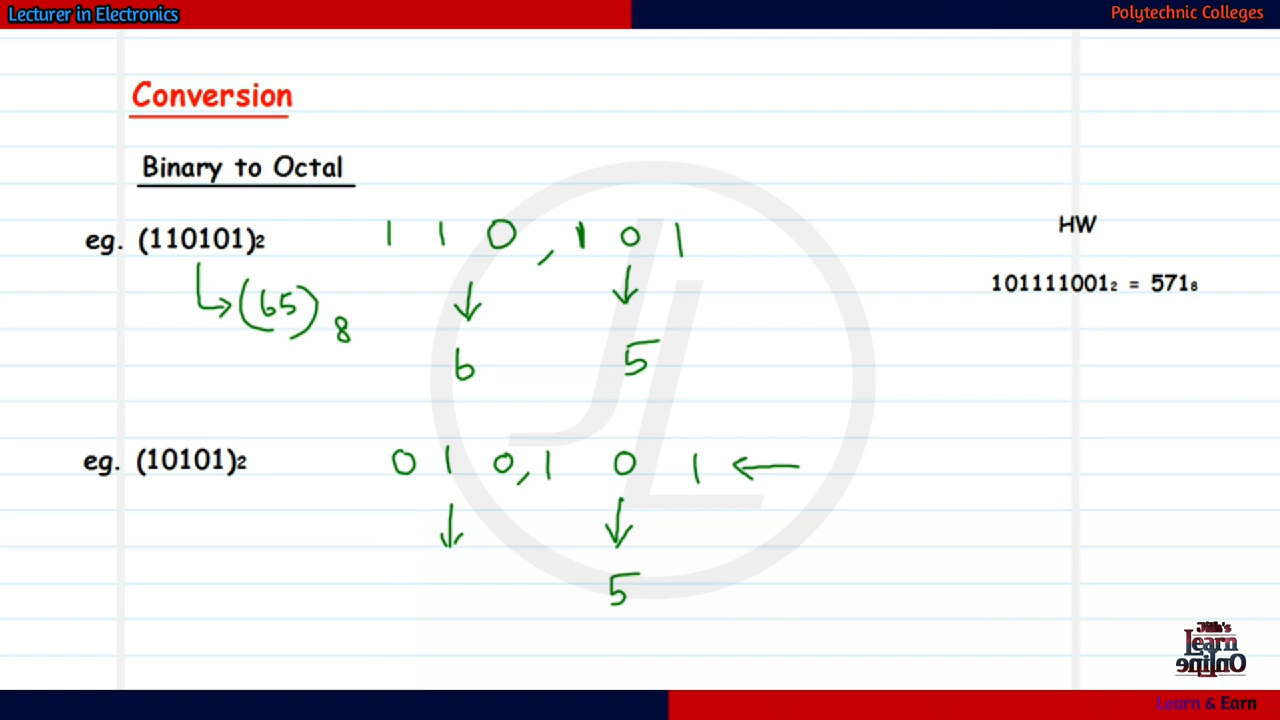 Lecturer in Electronics
Polytechnic Colleges
Conversion
Binary to Octal
eg. (110101)2
1 1 0 , 1 0 1
HW
(65)8
101111001₂ = 571₈
6 5
eg. (10101)2
0 1 0 , 1 0 1
5
JL
Jith's
Learn
Online
Learn & Earn